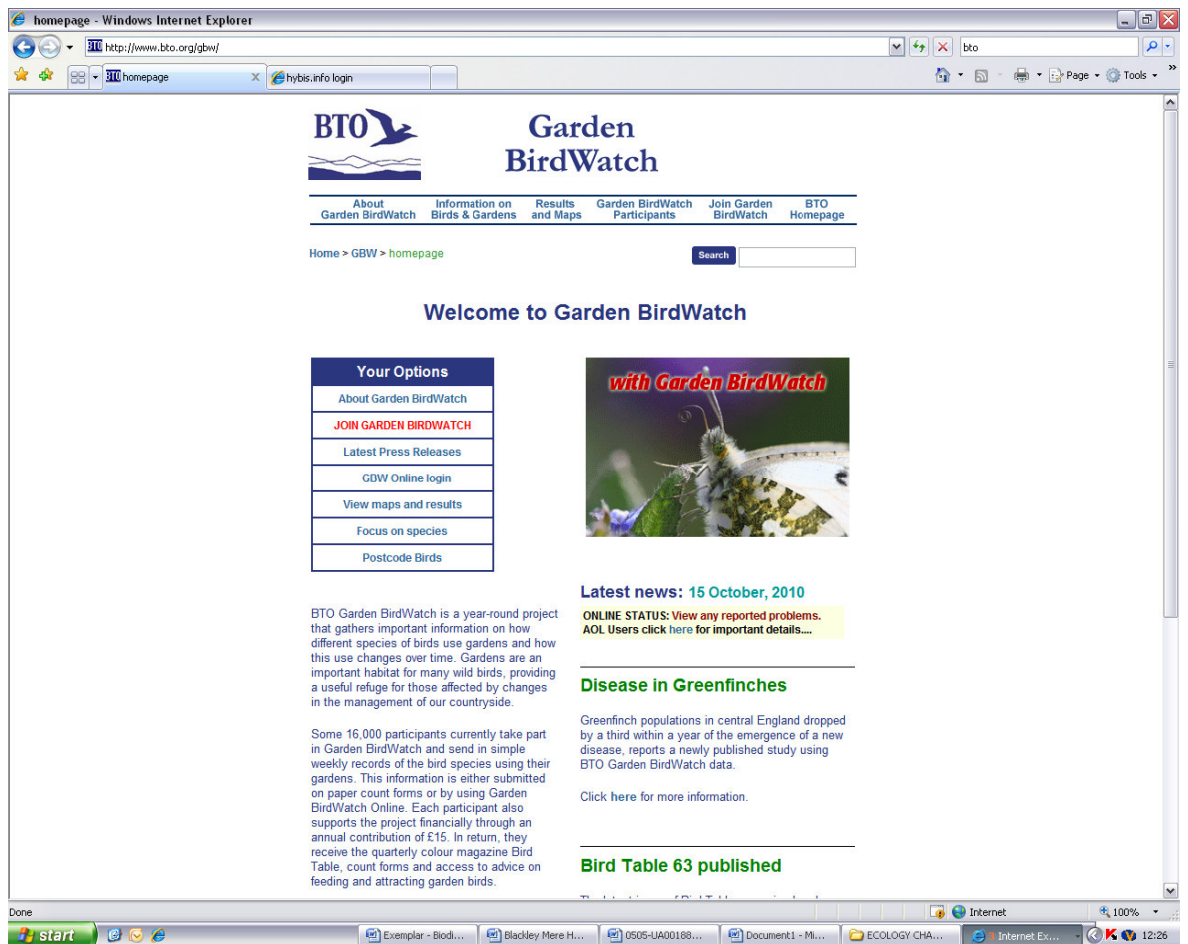 homepage - Windows Internet Explorer
http://www.bto.org/gbw/
bto
homepage
hybis.info login
Page
Tools
BTO
Garden
BirdWatch
About
Garden BirdWatch
Information on
Birds & Gardens
Results
and Maps
Garden BirdWatch
Participants
Join Garden
BirdWatch
BTO
Homepage
Home > GBW > homepage
Search
Welcome to Garden BirdWatch
Your Options
About Garden BirdWatch
JOIN GARDEN BIRDWATCH
Latest Press Releases
GBW Online login
View maps and results
Focus on species
Postcode Birds
BTO Garden BirdWatch is a year-round project
that gathers important information on how
different species of birds use gardens and how
this use changes over time. Gardens are an
important habitat for many wild birds, providing
a useful refuge for those affected by changes
in the management of our countryside.
Some 16,000 participants currently take part
in Garden BirdWatch and send in simple
weekly records of the bird species using their
gardens. This information is either submitted
on paper count forms or by using Garden
BirdWatch Online. Each participant also
supports the project financially through an
annual contribution of £15. In return, they
receive the quarterly colour magazine Bird
Table, count forms and access to advice on
feeding and attracting garden birds.
with Garden BirdWatch
Latest news: 15 October, 2010
ONLINE STATUS: View any reported problems.
AOL Users click here for important details....
Disease in Greenfinches
Greenfinch populations in central England dropped
by a third within a year of the emergence of a new
disease, reports a newly published study using
BTO Garden BirdWatch data.
Click here for more information.
Bird Table 63 published
Done
Internet
100%
start
Exemplar - Biodi...
Blackley Mere H...
0505-UA00188...
Document1 - Mi...
ECOLOGY CHA...
3 Internet Ex...
12:26